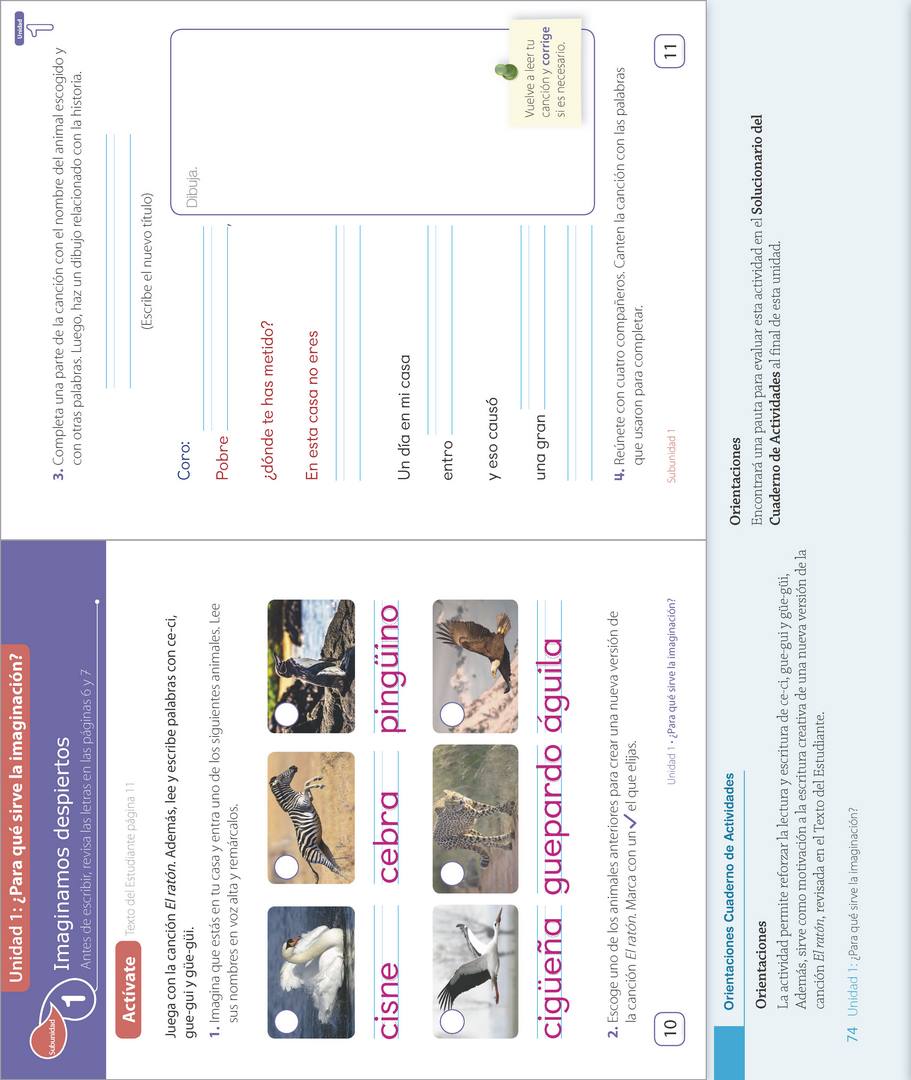 Unidad 1: ¿Para qué sirve la imaginación?
Subunidad
1
Imaginamos despiertos
Antes de escribir, revisa las letras en las páginas 6 y 7
Actívate
Texto del Estudiante página 11
Juega con la canción El ratón. Además, lee y escribe palabras con ce-ci,
gue-gui y güe-güi.
1. Imagina que estás en tu casa y entra uno de los siguientes animales. Lee
sus nombres en voz alta y remárcalos.
cisne
cebra
pingüino
cigüeña
guepardo
águila
2. Escoge uno de los animales anteriores para crear una nueva versión de
la canción El ratón. Marca con un ✓ el que elijas.
10
Unidad 1 • ¿Para qué sirve la imaginación?
Unidad
1
3. Completa una parte de la canción con el nombre del animal escogido y
con otras palabras. Luego, haz un dibujo relacionado con la historia.
(Escribe el nuevo título)
Coro:
Pobre ,
¿dónde te has metido?
En esta casa no eres
Un día en mi casa
entro
y eso causó
una gran
Dibuja.
Vuelve a leer tu
canción y corrige
si es necesario.
4. Reúnete con cuatro compañeros. Canten la canción con las palabras
que usaron para completar.
Subunidad 1
11
Orientaciones Cuaderno de Actividades
Orientaciones
La actividad permite reforzar la lectura y escritura de ce-ci, gue-gui y güe-güi,
Además, sirve como motivación a la escritura creativa de una nueva versión de la
canción El ratón, revisada en el Texto del Estudiante.
Orientaciones
Encontrará una pauta para evaluar esta actividad en el Solucionario del
Cuaderno de Actividades al final de esta unidad.
74 Unidad 1: ¿Para qué sirve la imaginación?